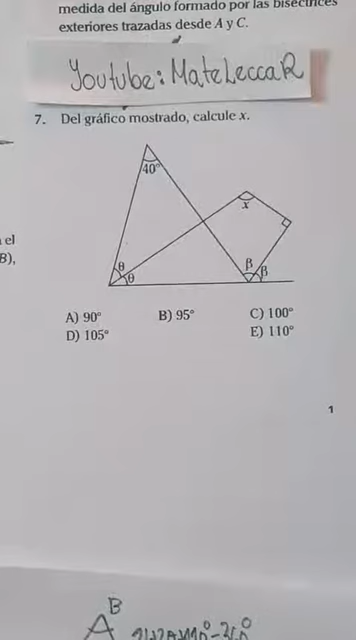 medida del ángulo formado por las bisectrices
exteriores trazadas desde A y C.
Youtube: MateLeccaR
7. Del gráfico mostrado, calcule x.
40°
x
el
B),
θ
θ
β
β
A) 90°
B) 95°
C) 100°
D) 105°
E) 110°
1
B
A